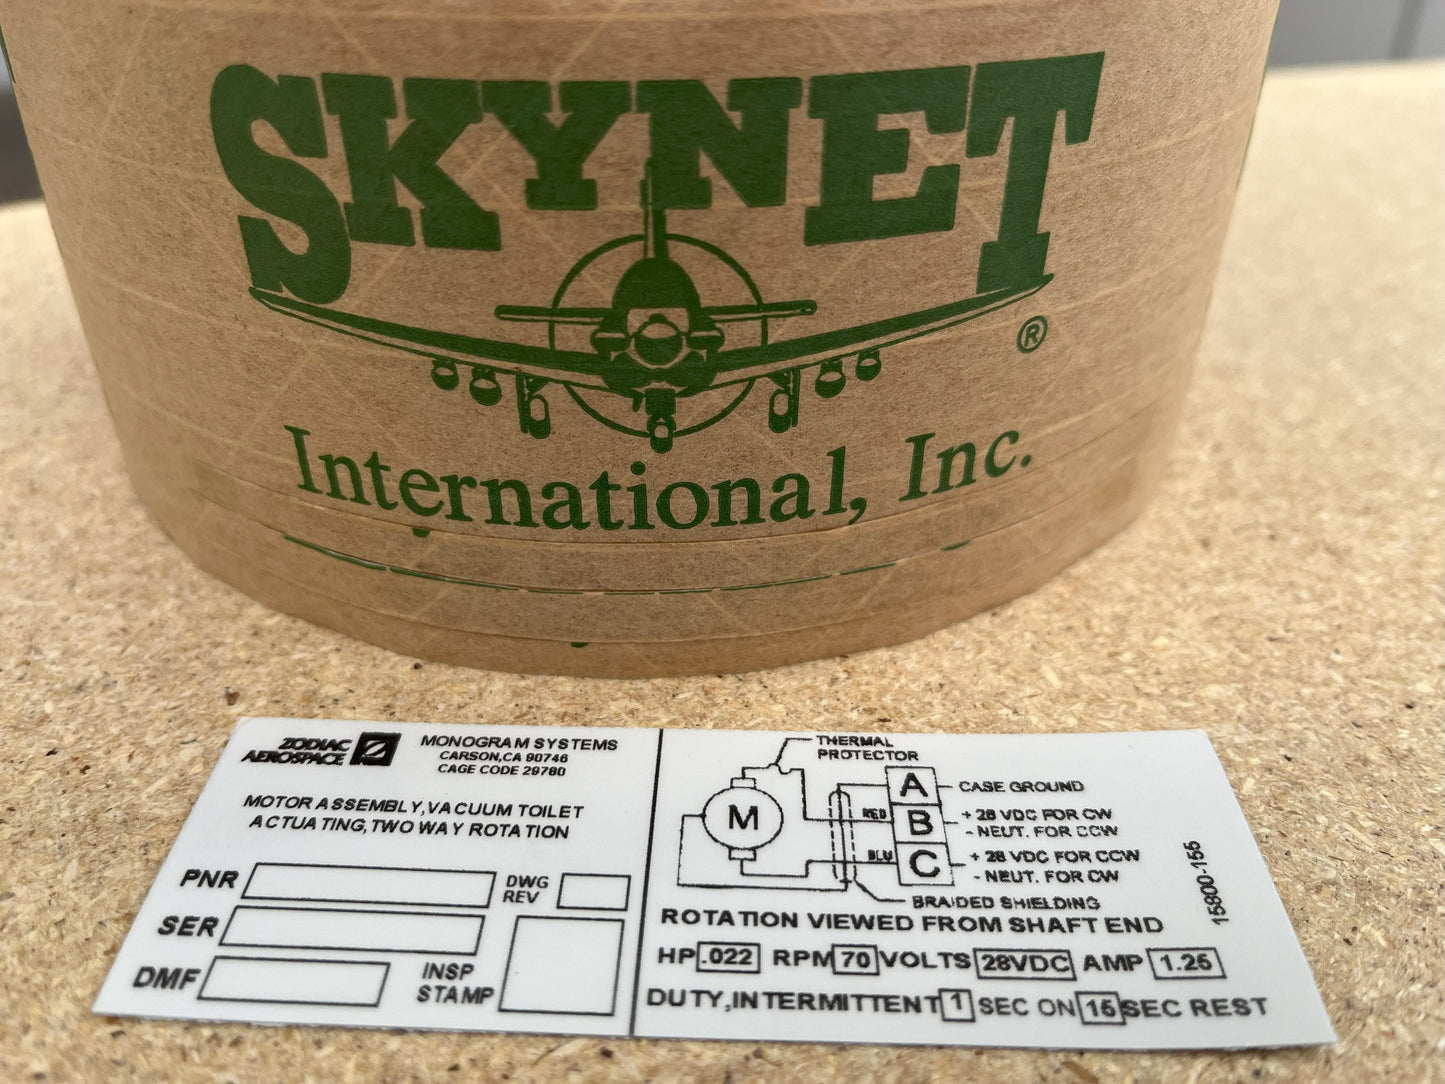 SKYNET
®
International, Inc.
ZODIAC
AEROSPACE
MONOGRAM SYSTEMS
CARSON,CA 90746
CAGE CODE 29780
MOTOR ASSEMBLY,VACUUM TOILET
ACTUATING,TWO WAY ROTATION
PNR
DWG
REV
SER
DMF
INSP
STAMP
THERMAL
PROTECTOR
M
A
CASE GROUND
RED
B
+ 28 VDC FOR CW
- NEUT. FOR CCW
BLU
C
+ 28 VDC FOR CCW
- NEUT. FOR CW
BRAIDED SHIELDING
15800-155
ROTATION VIEWED FROM SHAFT END
HP .022 RPM 70 VOLTS 28VDC AMP 1.25
DUTY,INTERMITTENT 1 SEC ON 15 SEC REST